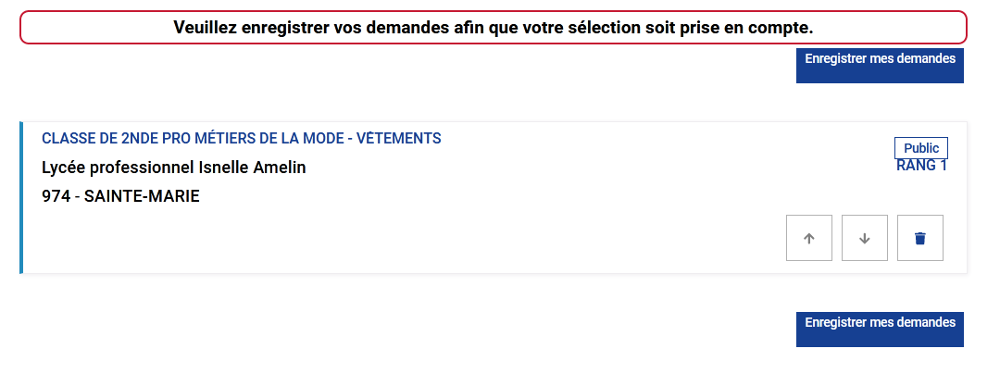 Veuillez enregistrer vos demandes afin que votre sélection soit prise en compte.
Enregistrer mes demandes
CLASSE DE 2NDE PRO MÉTIERS DE LA MODE - VÊTEMENTS
Public
Lycée professionnel Isnelle Amelin
RANG 1
974 - SAINTE-MARIE
Enregistrer mes demandes